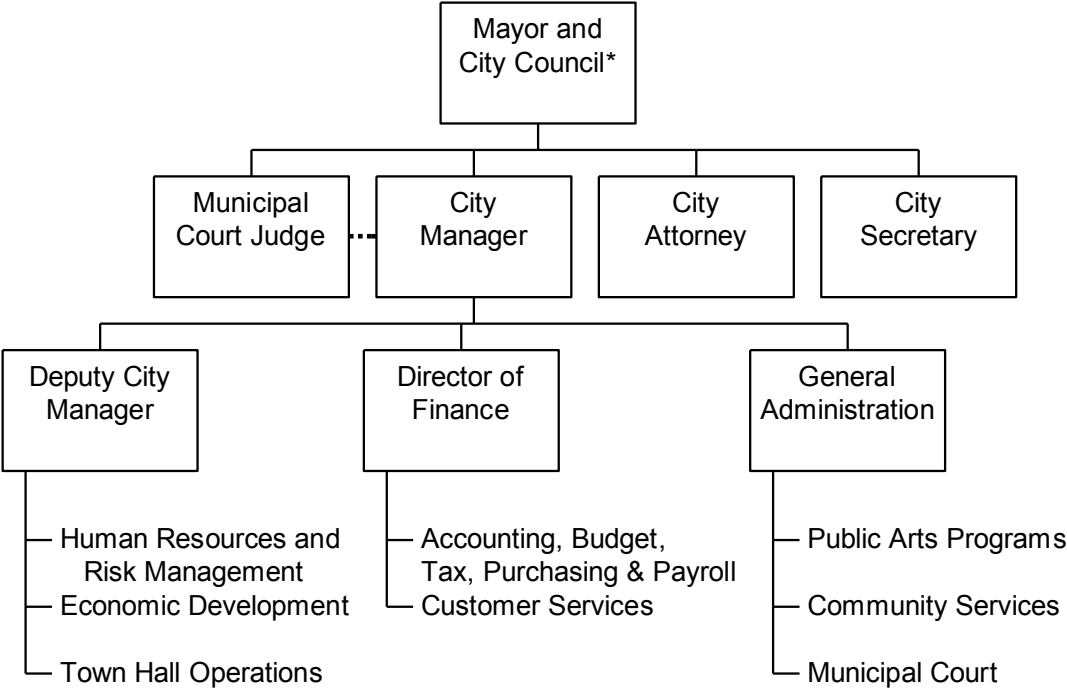 Mayor and
City Council*
Municipal
Court Judge
City
Manager
City
Attorney
City
Secretary
Deputy City
Manager
Director of
Finance
General
Administration
Human Resources and
Risk Management
Economic Development
Town Hall Operations
Accounting, Budget,
Tax, Purchasing & Payroll
Customer Services
Public Arts Programs
Community Services
Municipal Court